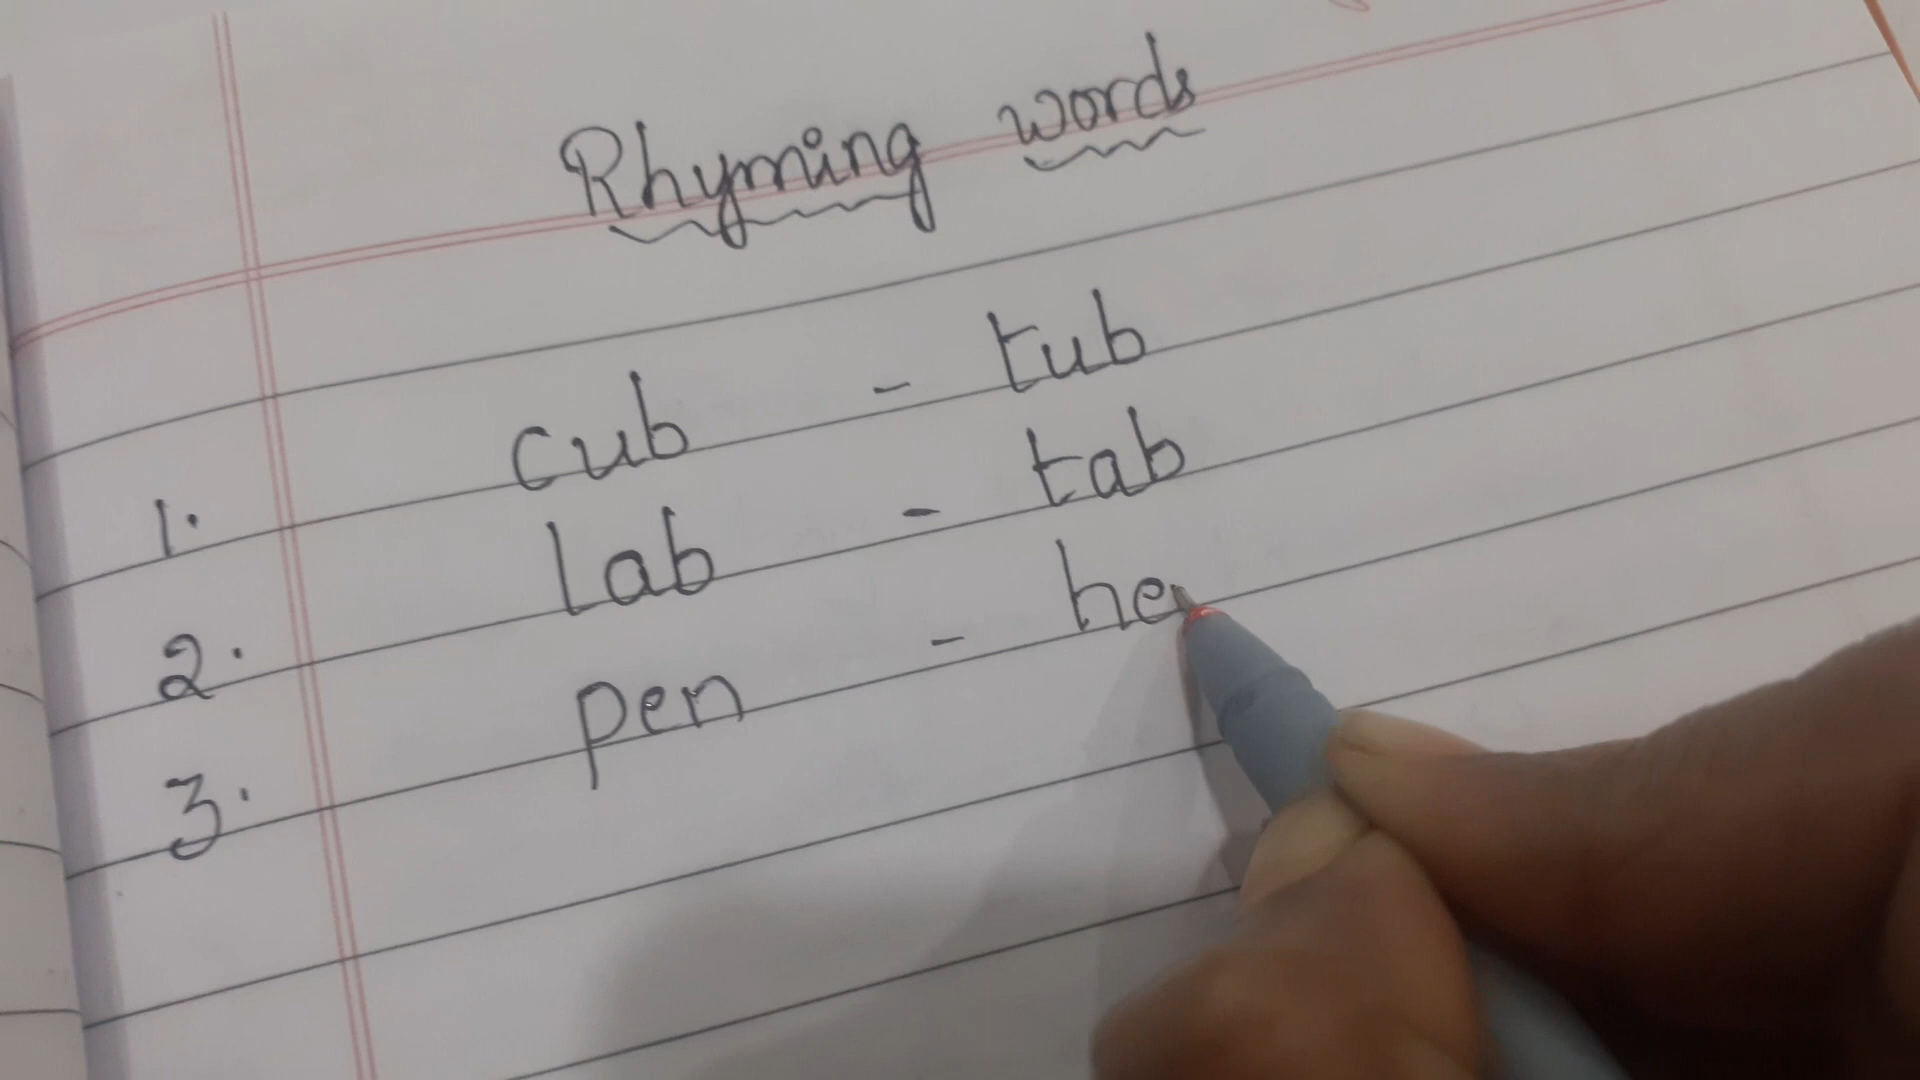 Rhyming words
1. cub - tub
2. lab - tab
3. pen - he